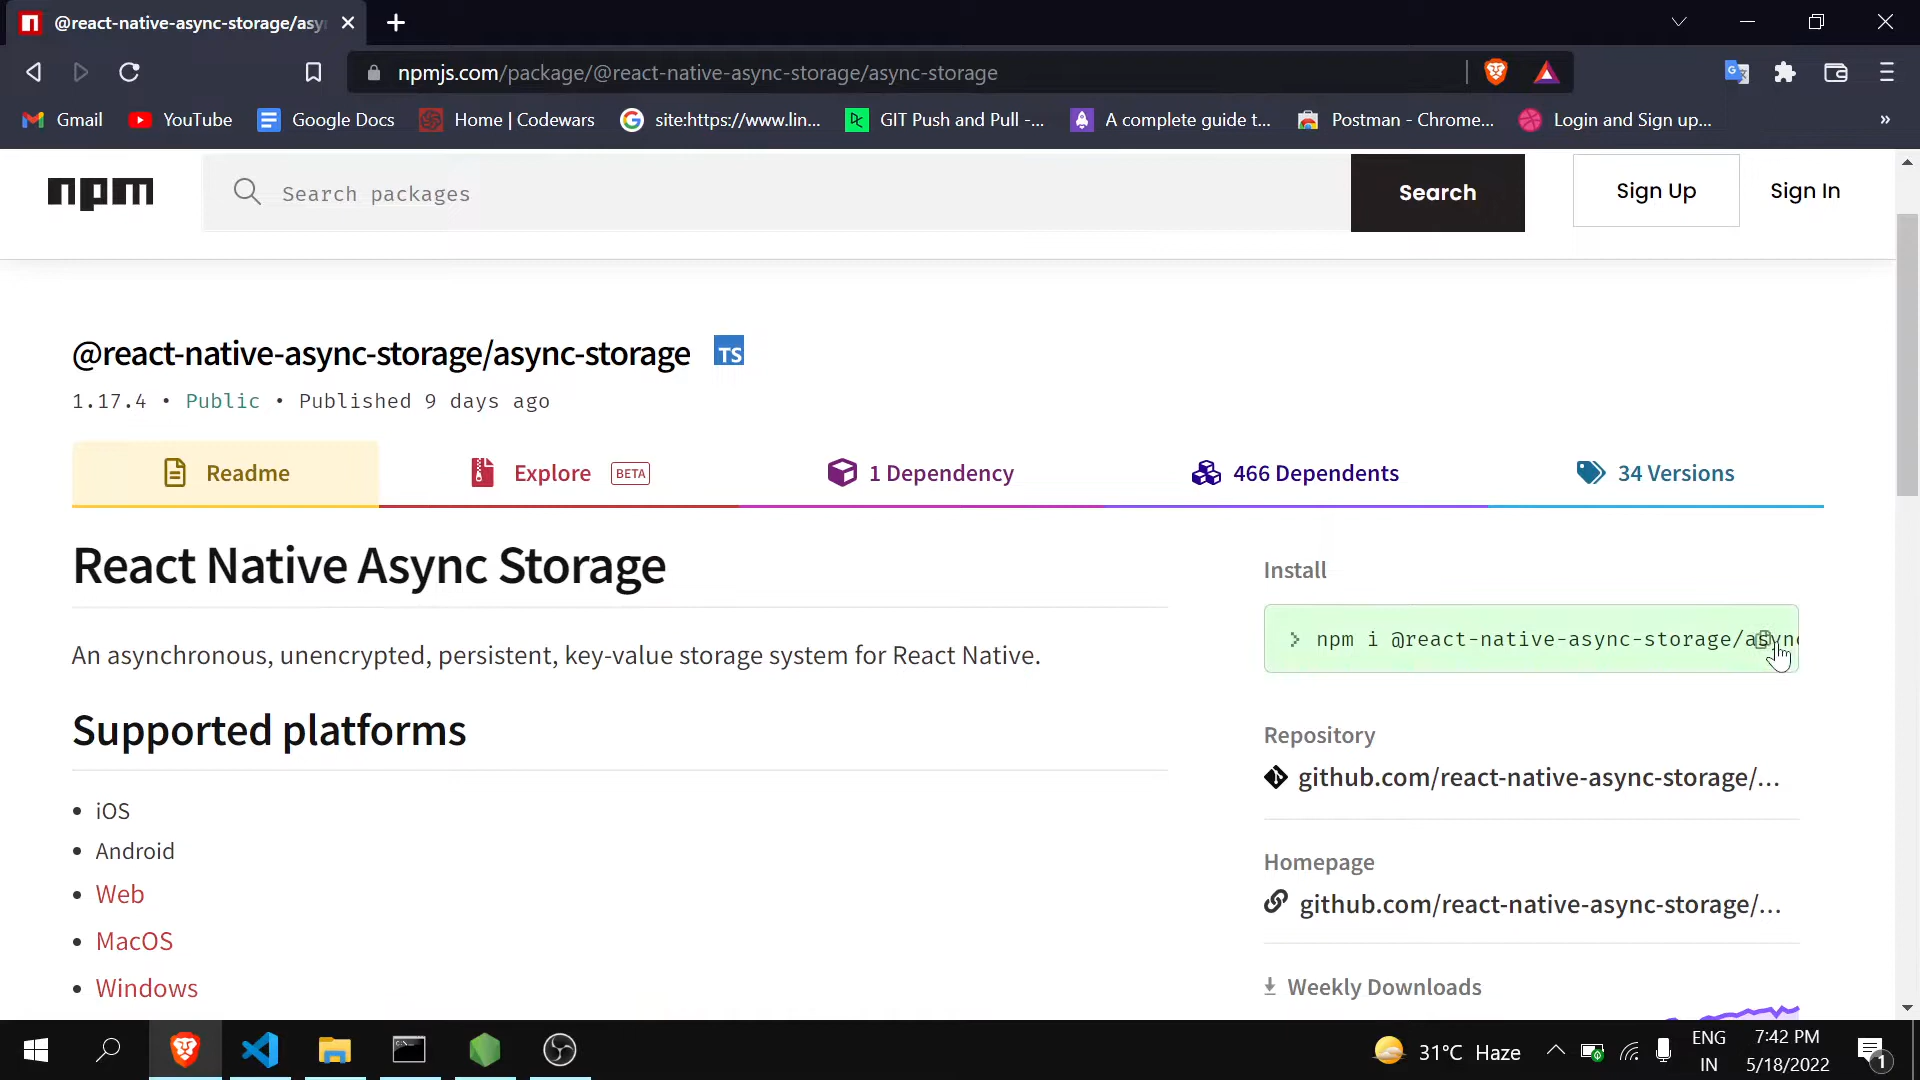 @react-native-async-storage/asy
npmjs.com/package/@react-native-async-storage/async-storage
Gmail
YouTube
Google Docs
Home | Codewars
site:https://www.lin...
GIT Push and Pull -...
A complete guide t...
Postman - Chrome...
Login and Sign up...
»
npm
Search packages
Search
Sign Up
Sign In
@react-native-async-storage/async-storage
TS
1.17.4 • Public • Published 9 days ago
Readme
Explore BETA
1 Dependency
466 Dependents
34 Versions
React Native Async Storage
Install
> npm i @react-native-async-storage/async
An asynchronous, unencrypted, persistent, key-value storage system for React Native.
Supported platforms
Repository
github.com/react-native-async-storage/...
• iOS
• Android
Homepage
• Web
github.com/react-native-async-storage/...
• MacOS
• Windows
Weekly Downloads
31°C Haze
ENG
IN
7:42 PM
5/18/2022
1